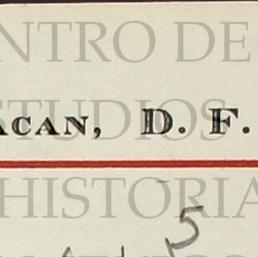 NTRO DE
STUDIOS
ACAN, D. F.
HISTORIA
5